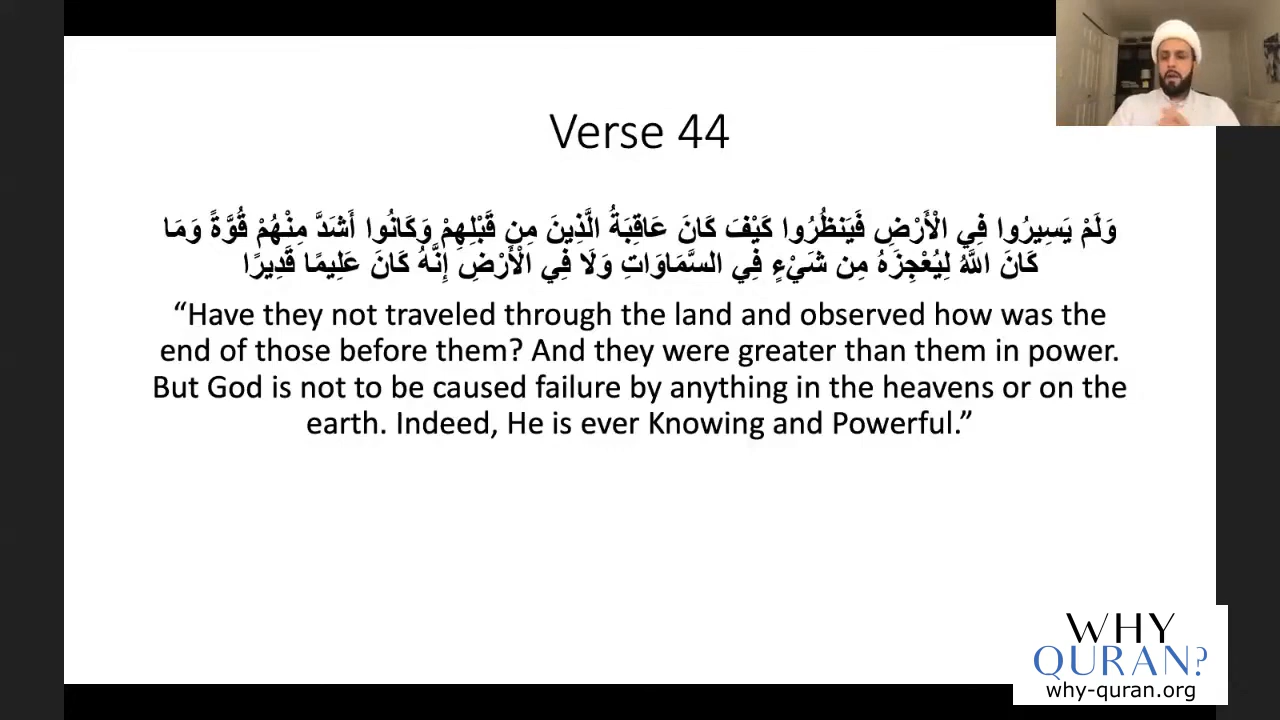 Verse 44
وَلَمْ يَسِيرُوا فِي الْأَرْضِ فَيَنظُرُوا كَيْفَ كَانَ عَاقِبَةُ الَّذِينَ مِن قَبْلِهِمْ وَكَانُوا أَشَدَّ مِنْهُمْ قُوَّةً وَمَا
كَانَ اللَّهُ لِيُعْجِزَهُ مِن شَيْءٍ فِي السَّمَاوَاتِ وَلَا فِي الْأَرْضِ إِنَّهُ كَانَ عَلِيمًا قَدِيرًا
“Have they not traveled through the land and observed how was the
end of those before them? And they were greater than them in power.
But God is not to be caused failure by anything in the heavens or on the
earth. Indeed, He is ever Knowing and Powerful.”
WHY
QURAN?
why-quran.org